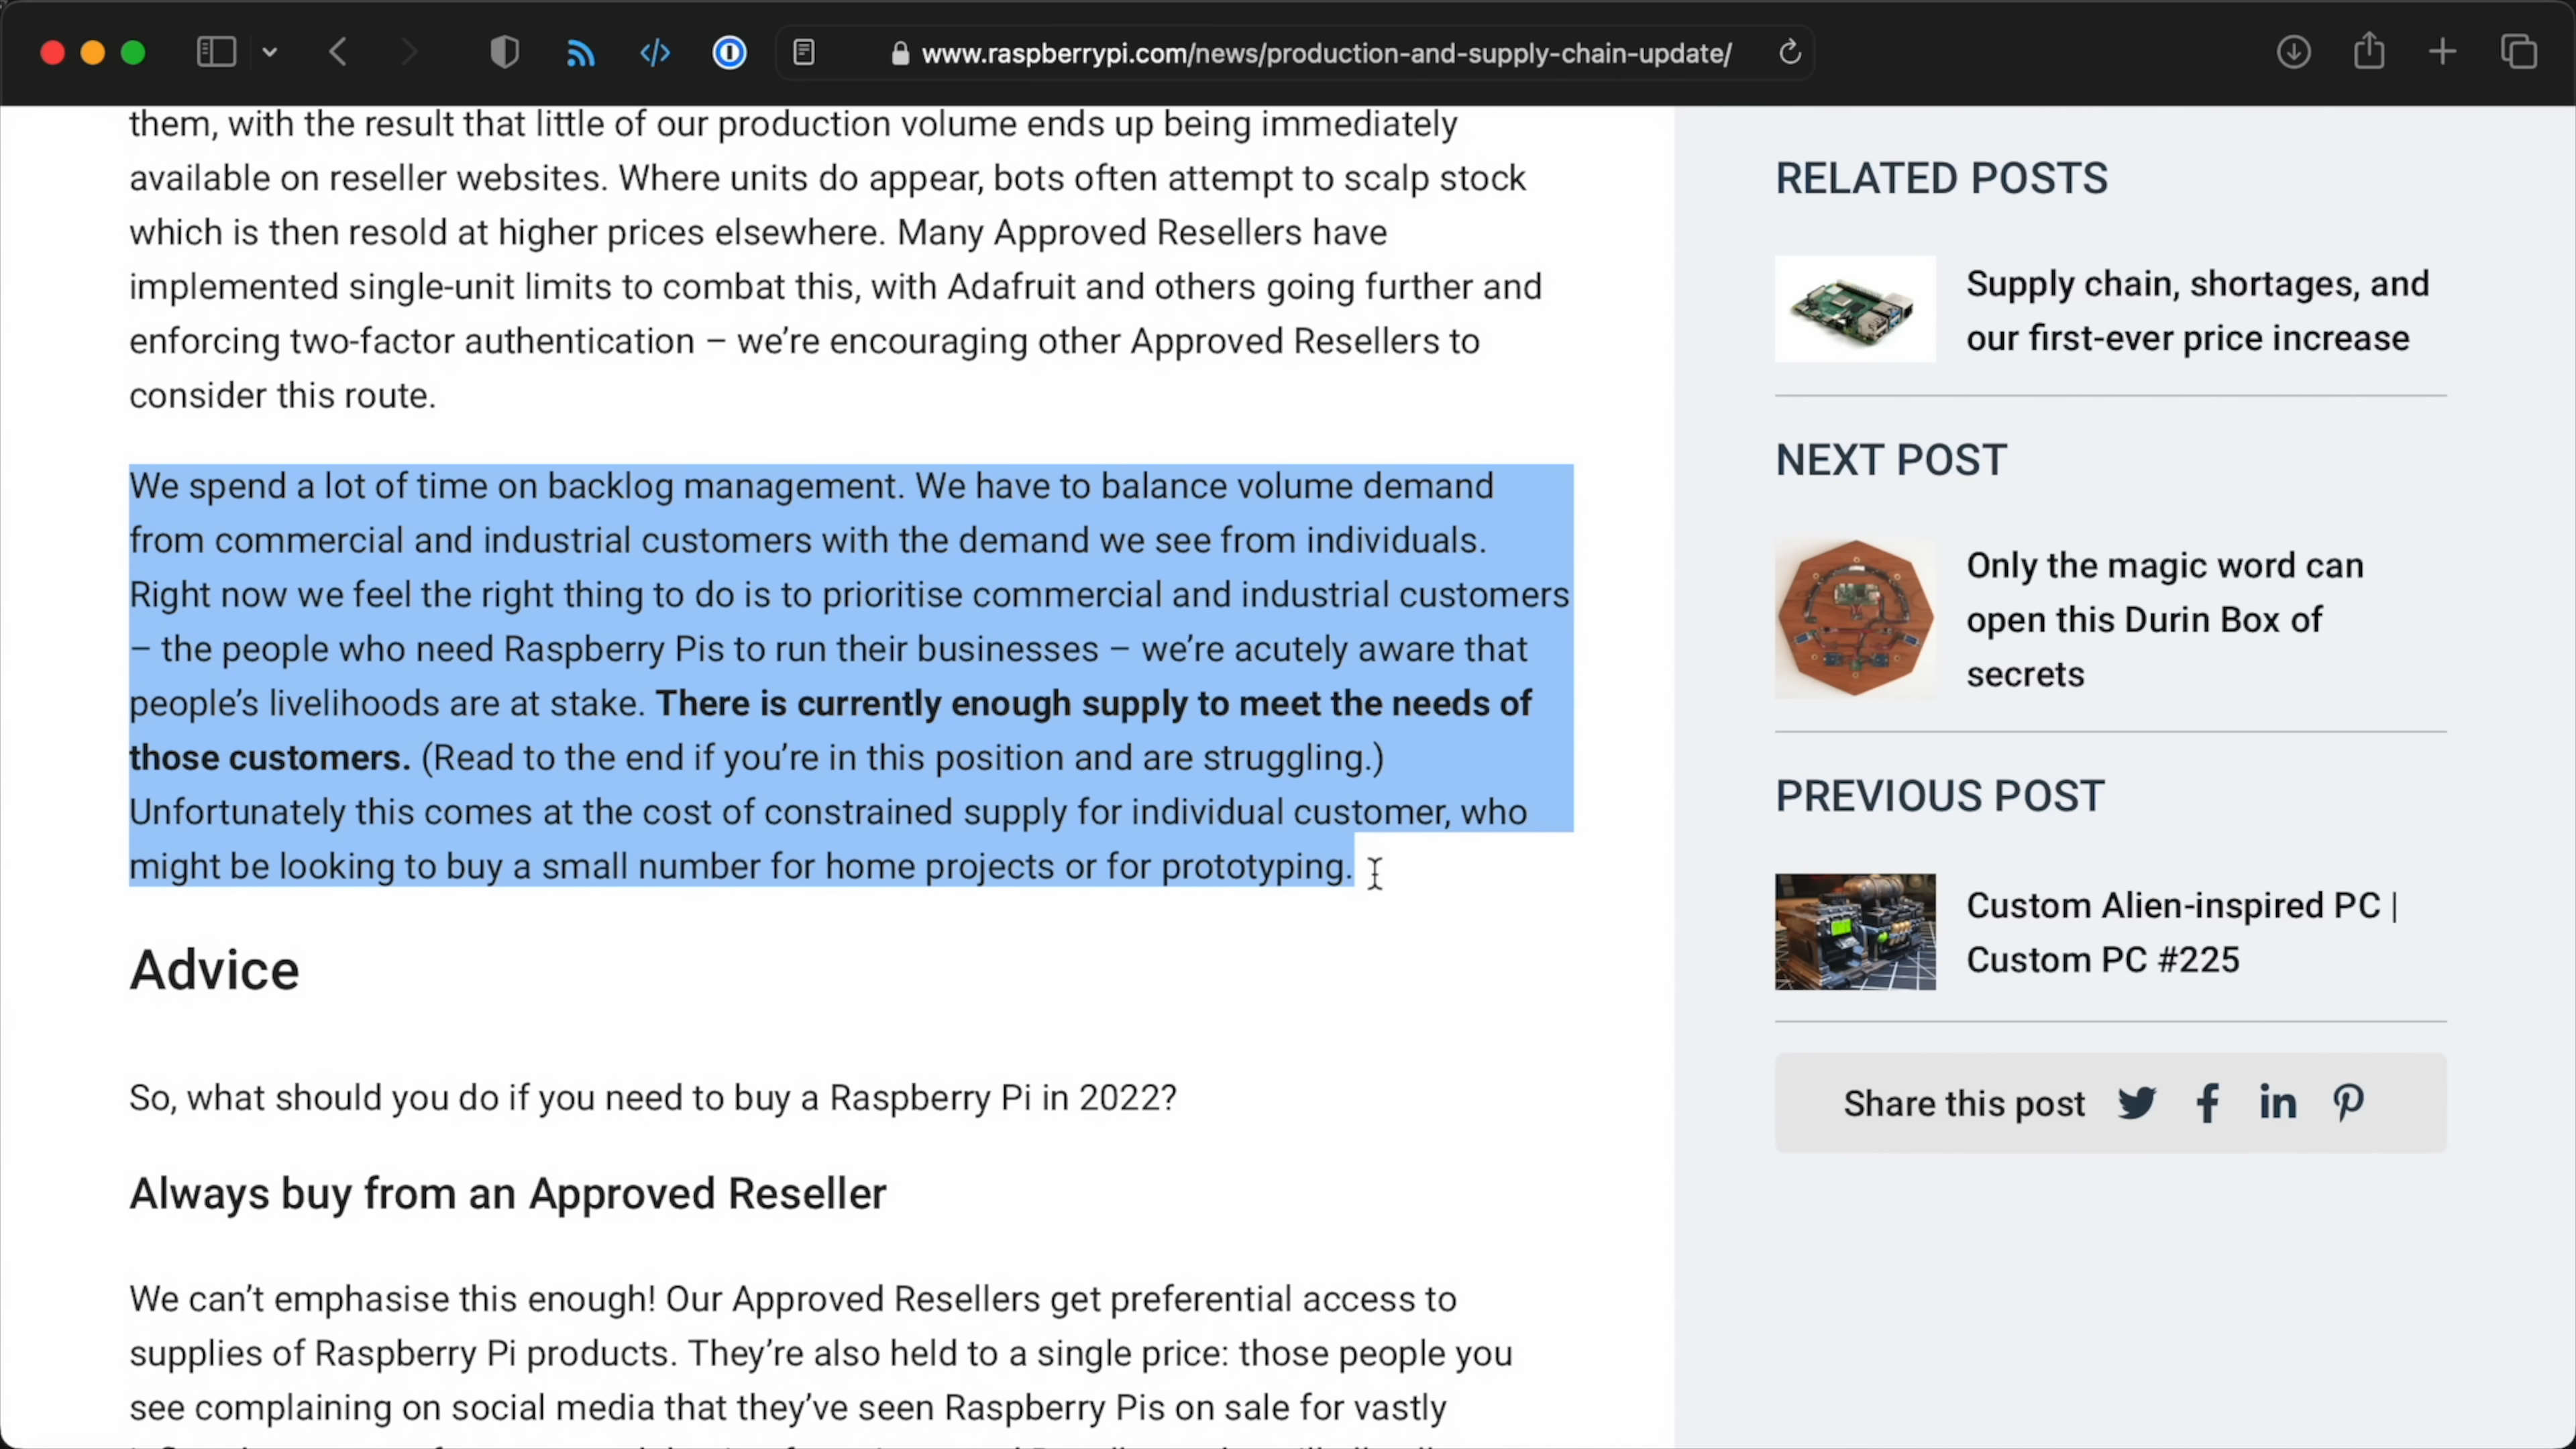 www.raspberrypi.com/news/production-and-supply-chain-update/
them, with the result that little of our production volume ends up being immediately
available on reseller websites. Where units do appear, bots often attempt to scalp stock
which is then resold at higher prices elsewhere. Many Approved Resellers have
implemented single-unit limits to combat this, with Adafruit and others going further and
enforcing two-factor authentication – we’re encouraging other Approved Resellers to
consider this route.
We spend a lot of time on backlog management. We have to balance volume demand
from commercial and industrial customers with the demand we see from individuals.
Right now we feel the right thing to do is to prioritise commercial and industrial customers
– the people who need Raspberry Pis to run their businesses – we’re acutely aware that
people’s livelihoods are at stake. There is currently enough supply to meet the needs of
those customers. (Read to the end if you’re in this position and are struggling.)
Unfortunately this comes at the cost of constrained supply for individual customer, who
might be looking to buy a small number for home projects or for prototyping.
Advice
So, what should you do if you need to buy a Raspberry Pi in 2022?
Always buy from an Approved Reseller
We can’t emphasise this enough! Our Approved Resellers get preferential access to
supplies of Raspberry Pi products. They’re also held to a single price: those people you
see complaining on social media that they’ve seen Raspberry Pis on sale for vastly
RELATED POSTS
Supply chain, shortages, and
our first-ever price increase
NEXT POST
Only the magic word can
open this Durin Box of
secrets
PREVIOUS POST
Custom Alien-inspired PC |
Custom PC #225
Share this post